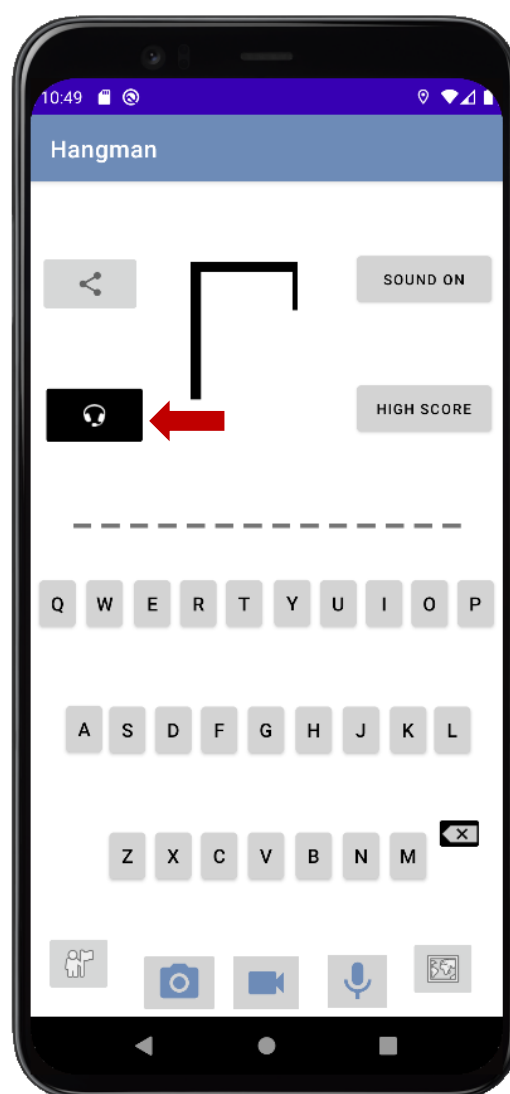 10:49
Hangman
SOUND ON
HIGH SCORE
Q W E R T Y U I O P
A S D F G H J K L
Z X C V B N M